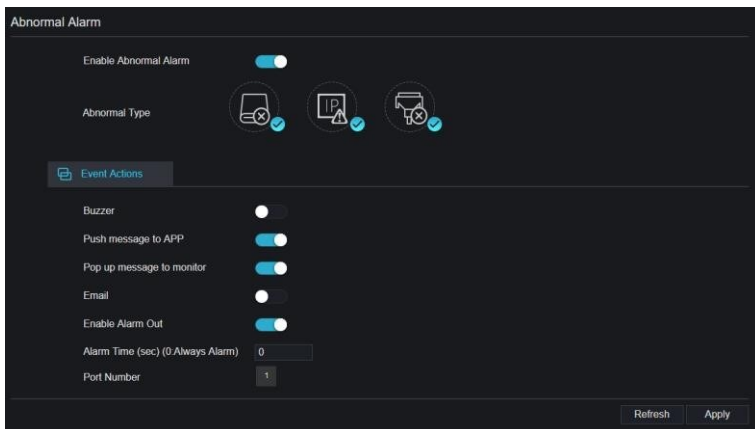 Abnormal Alarm
Enable Abnormal Alarm
Abnormal Type
IP
Event Actions
Buzzer
Push message to APP
Pop up message to monitor
Email
Enable Alarm Out
Alarm Time (sec) (0:Always Alarm) 0
Port Number 1
Refresh Apply